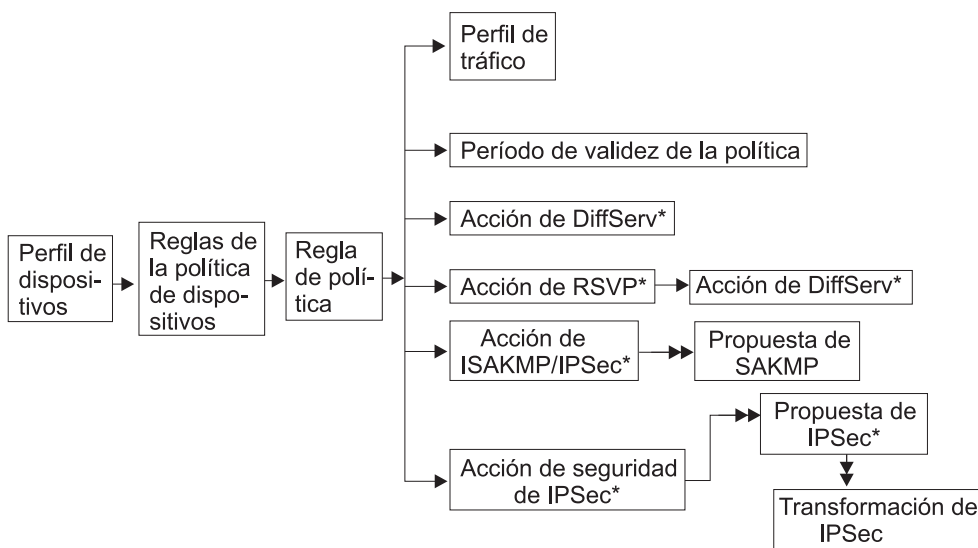 Perfil de
tráfico
Período de validez de la política
Acción de DiffServ*
Perfil de
disposi-
tivos
Reglas de
la política
de dispo-
sitivos
Regla
de polí-
tica
Acción de RSVP*
Acción de DiffServ*
Acción de
ISAKMP/IPSec*
Propuesta de
SAKMP
Propuesta de
IPSec*
Acción de seguridad
de IPSec*
Transformación de
IPSec